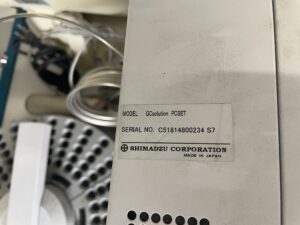 MODEL GCsolution PCSET
SERIAL NO. C51814800234 S7
SHIMADZU CORPORATION
MADE IN JAPAN